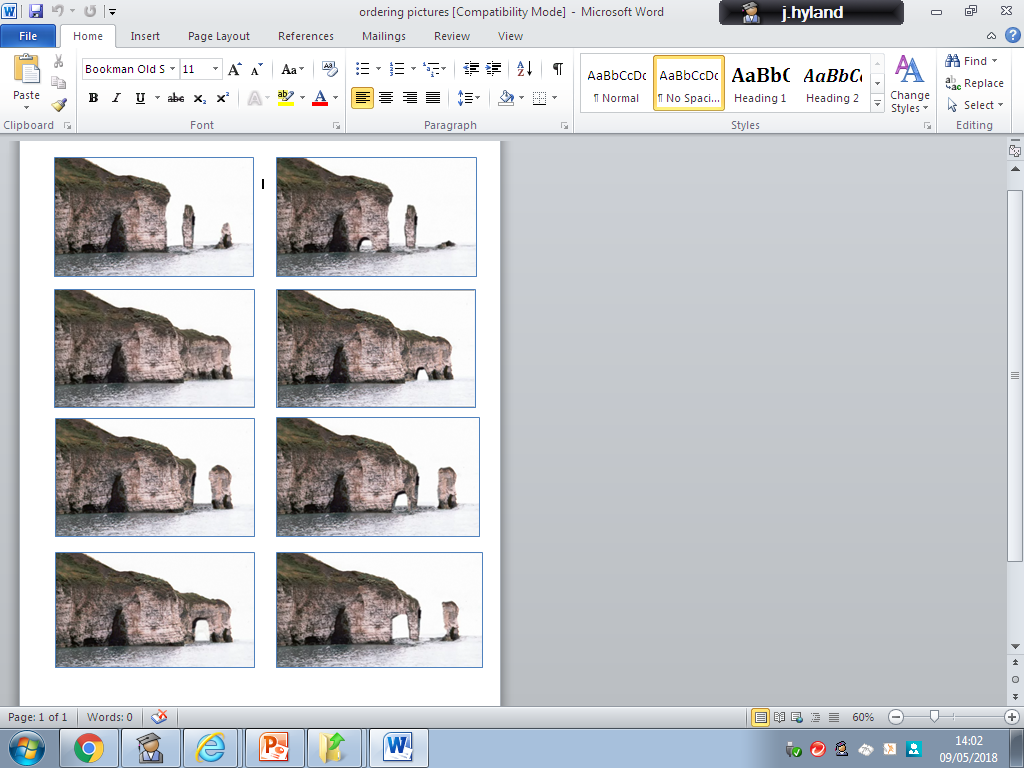 ordering pictures [Compatibility Mode] - Microsoft Word
j.hyland
File Home Insert Page Layout References Mailings Review View
Paste
Bookman Old S 11
AaBbCcDc AaBbCcDc AaBbC AaBbCc
¶ Normal ¶ No Spaci... Heading 1 Heading 2
Change Styles
Find
Replace
Select
Clipboard Font Paragraph Styles Editing
Page: 1 of 1 Words: 0 60%
14:02
09/05/2018